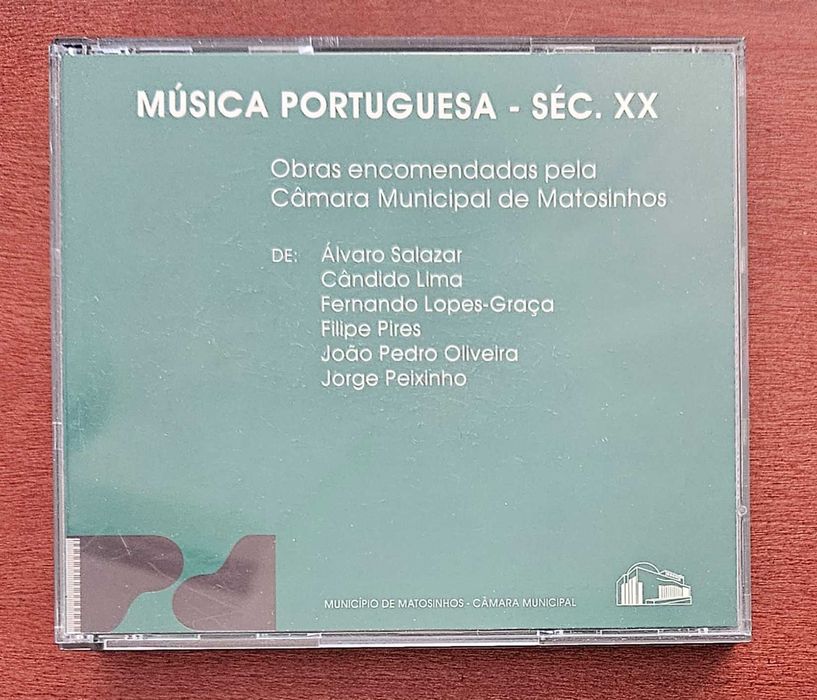 MÚSICA PORTUGUESA - SÉC. XX
Obras encomendadas pela
Câmara Municipal de Matosinhos
DE: Álvaro Salazar
Cândido Lima
Fernando Lopes-Graça
Filipe Pires
João Pedro Oliveira
Jorge Peixinho
MUNICÍPIO DE MATOSINHOS - CÂMARA MUNICIPAL